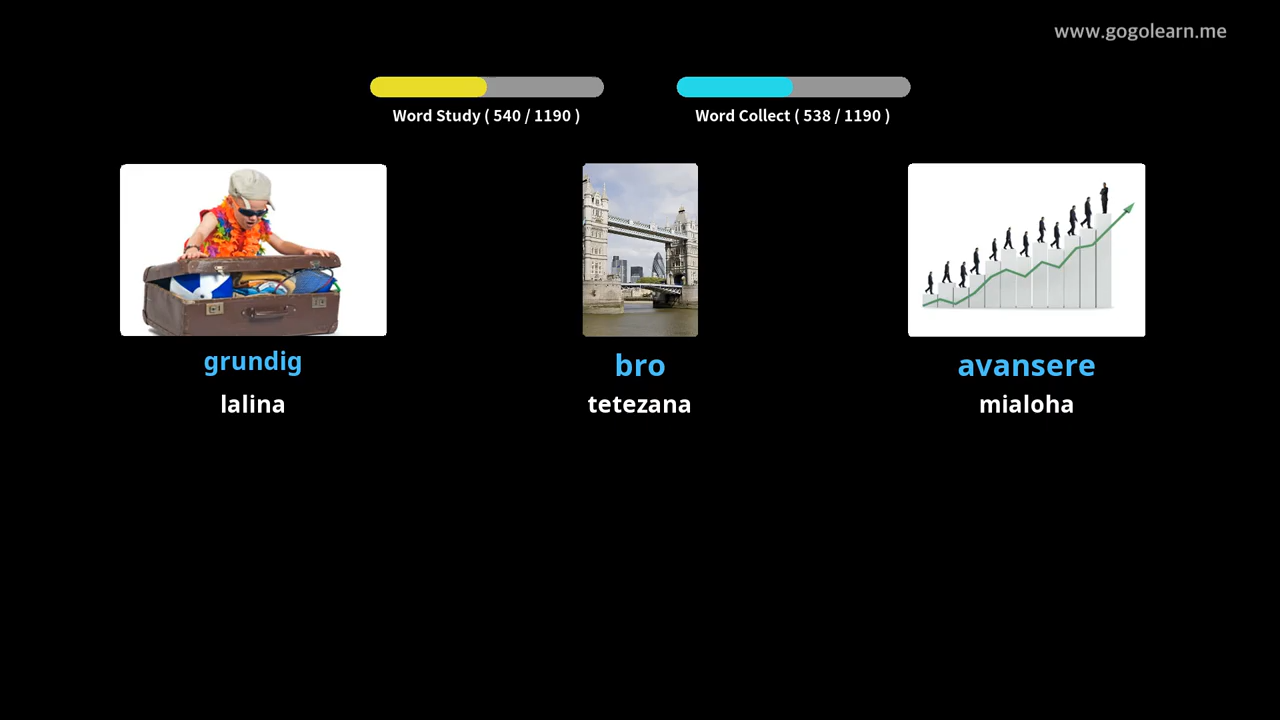 www.gogolearn.me
Word Study ( 540 / 1190 )
Word Collect ( 538 / 1190 )
grundig
lalina
bro
tetezana
avansere
mialoha